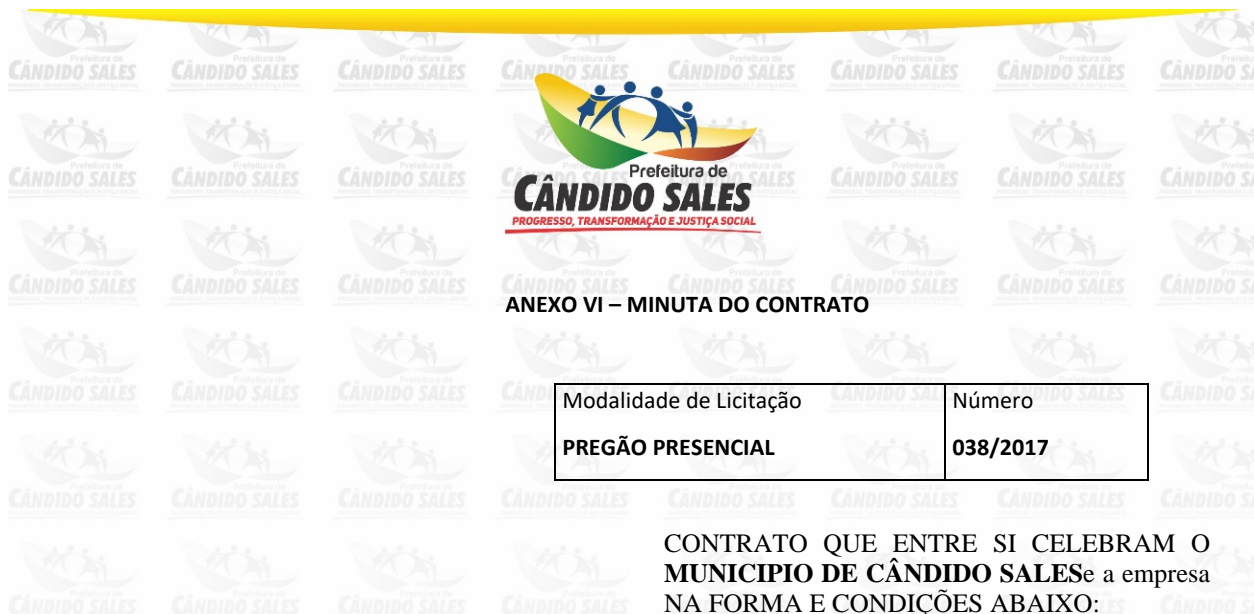 Prefeitura de
CÂNDIDO SALES
PROGRESSO, TRANSFORMAÇÃO E JUSTIÇA SOCIAL
ANEXO VI – MINUTA DO CONTRATO
Modalidade de Licitação
Número
PREGÃO PRESENCIAL
038/2017
CONTRATO QUE ENTRE SI CELEBRAM O
MUNICIPIO DE CÂNDIDO SALESe a empresa
NA FORMA E CONDIÇÕES ABAIXO: